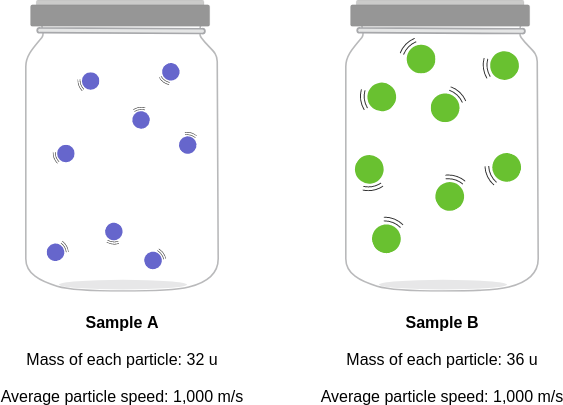 Sample A
Mass of each particle: 32 u
Average particle speed: 1,000 m/s
Sample B
Mass of each particle: 36 u
Average particle speed: 1,000 m/s